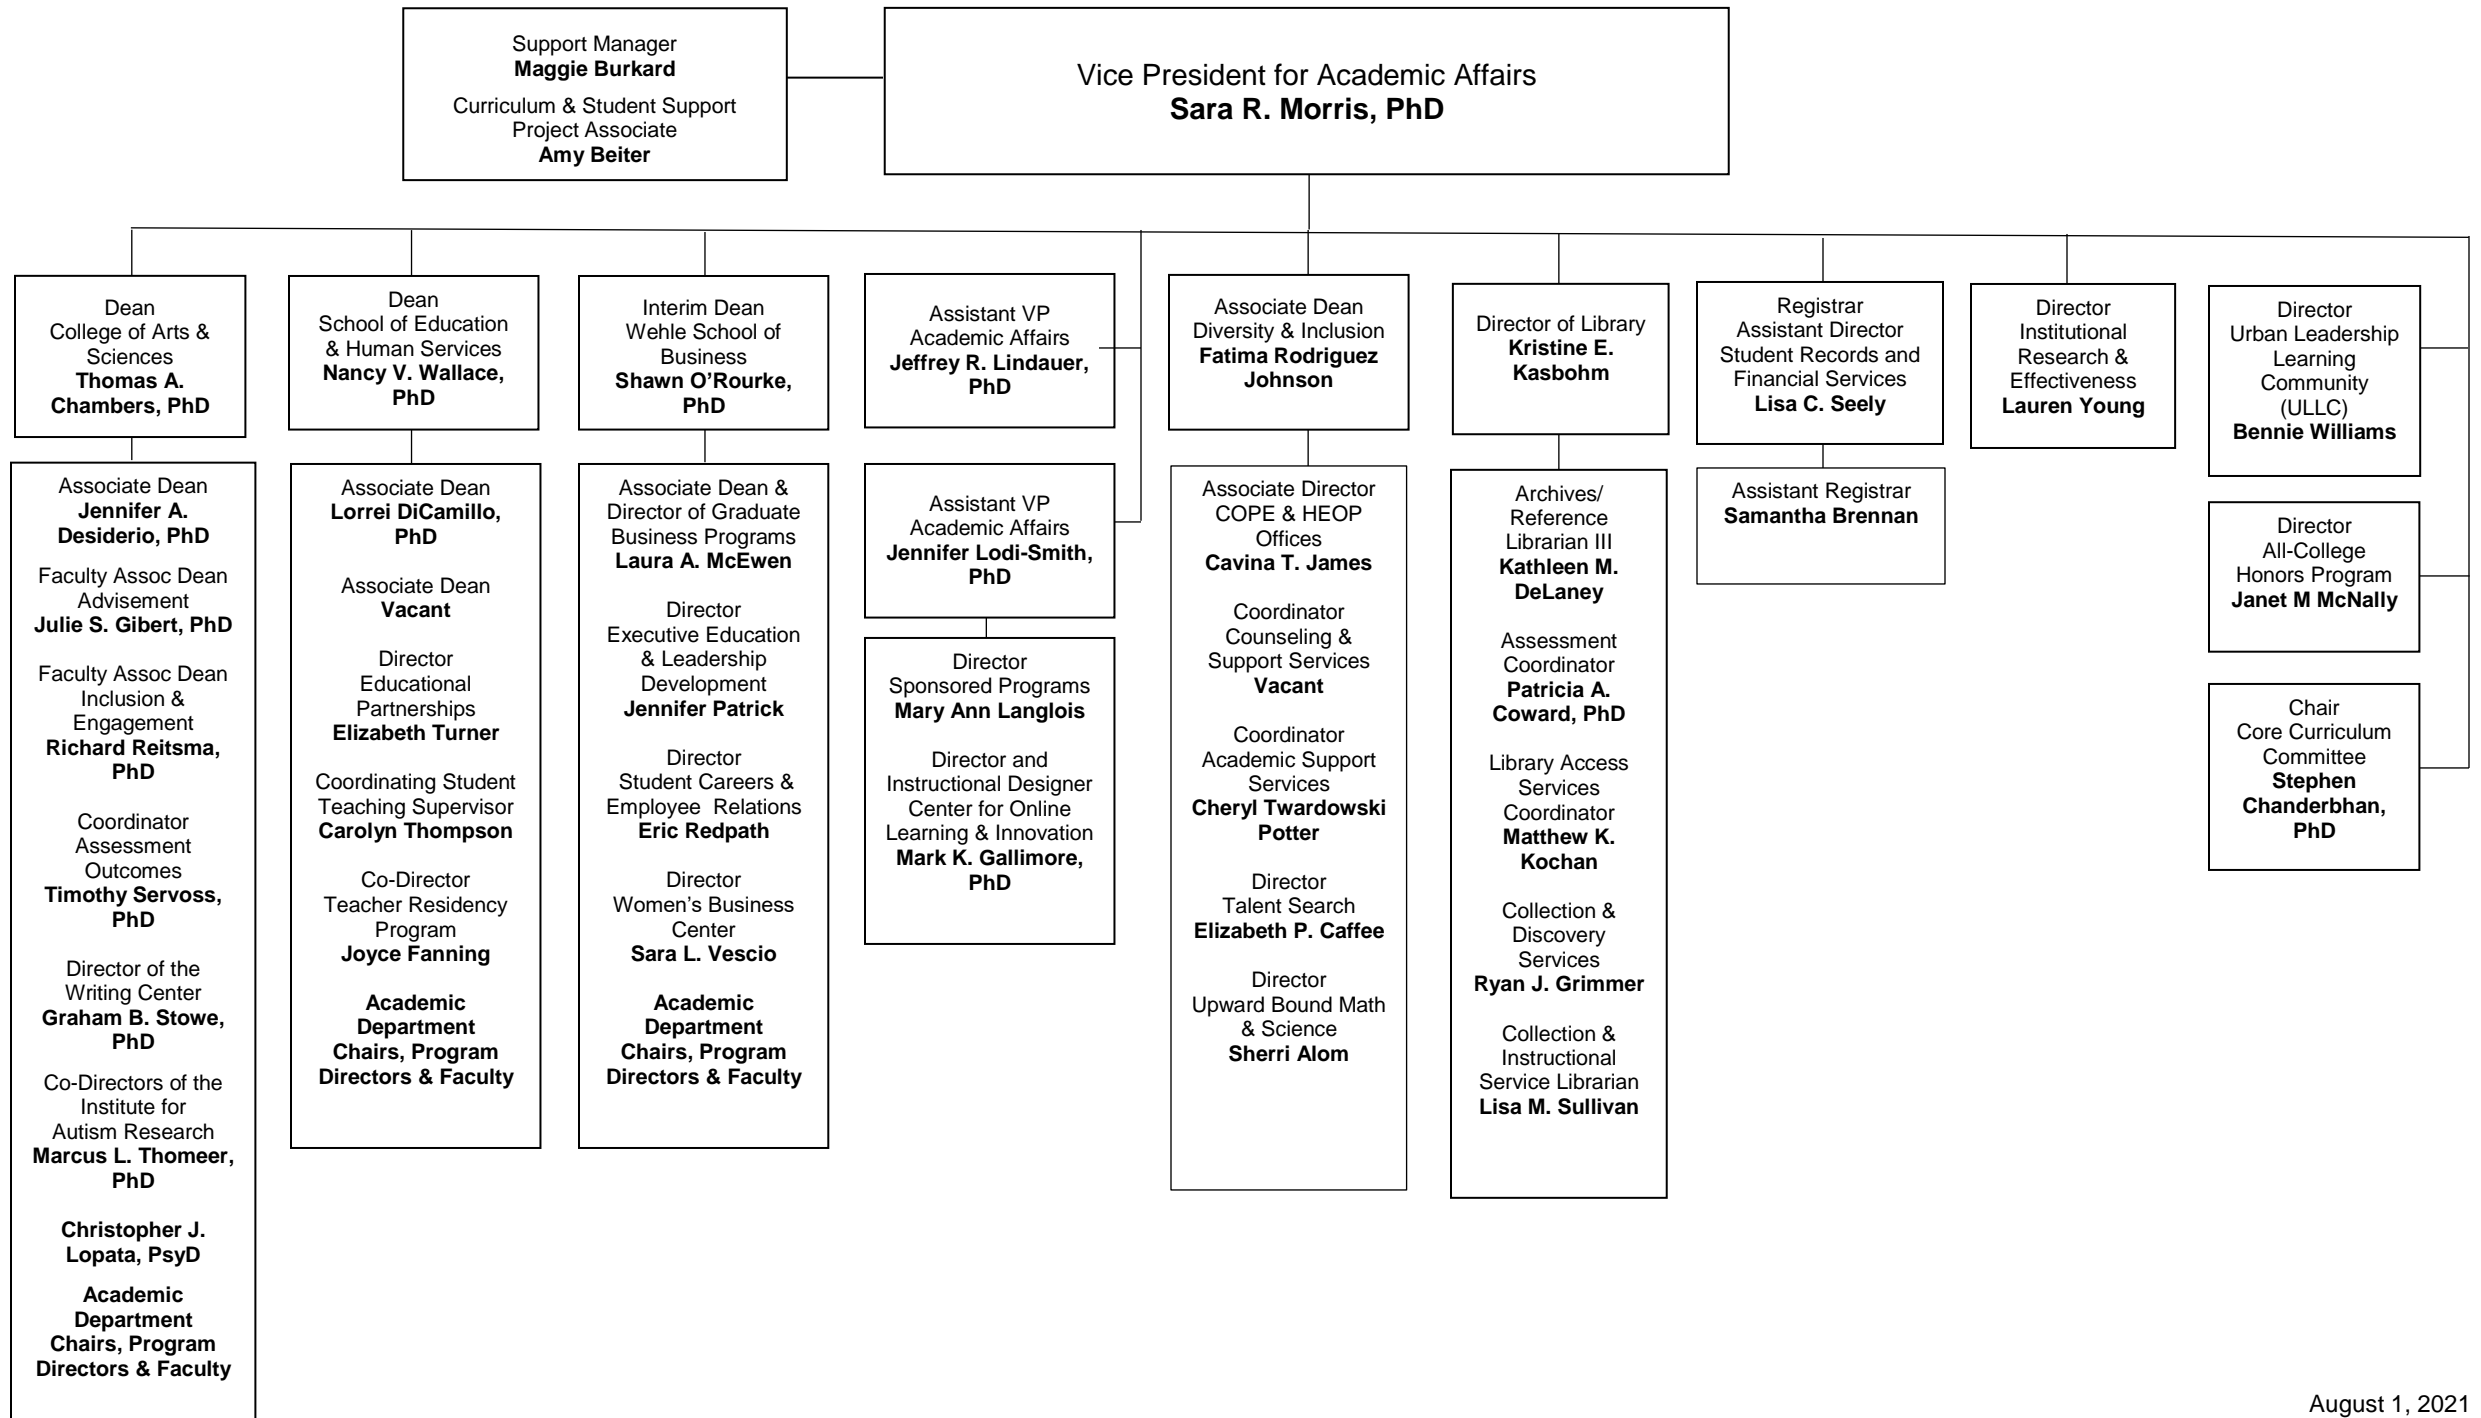 Support Manager
Maggie Burkard
Curriculum & Student Support
Project Associate
Amy Beiter
Vice President for Academic Affairs
Sara R. Morris, PhD
Dean
College of Arts &
Sciences
Thomas A.
Chambers, PhD
Associate Dean
Jennifer A.
Desiderio, PhD
Faculty Assoc Dean
Advisement
Julie S. Gibert, PhD
Faculty Assoc Dean
Inclusion &
Engagement
Richard Reitsma,
PhD
Coordinator
Assessment
Outcomes
Timothy Servoss,
PhD
Director of the
Writing Center
Graham B. Stowe,
PhD
Co-Directors of the
Institute for
Autism Research
Marcus L. Thomeer,
PhD
Christopher J.
Lopata, PsyD
Academic
Department
Chairs, Program
Directors & Faculty
Dean
School of Education
& Human Services
Nancy V. Wallace,
PhD
Associate Dean
Lorrei DiCamillo,
PhD
Associate Dean
Vacant
Director
Educational
Partnerships
Elizabeth Turner
Coordinating Student
Teaching Supervisor
Carolyn Thompson
Co-Director
Teacher Residency
Program
Joyce Fanning
Academic
Department
Chairs, Program
Directors & Faculty
Interim Dean
Wehle School of
Business
Shawn O’Rourke,
PhD
Associate Dean &
Director of Graduate
Business Programs
Laura A. McEwen
Director
Executive Education
& Leadership
Development
Jennifer Patrick
Director
Student Careers &
Employee  Relations
Eric Redpath
Director
Women’s Business
Center
Sara L. Vescio
Academic
Department
Chairs, Program
Directors & Faculty
Assistant VP
Academic Affairs
Jeffrey R. Lindauer,
PhD
Assistant VP
Academic Affairs
Jennifer Lodi-Smith,
PhD
Director
Sponsored Programs
Mary Ann Langlois
Director and
Instructional Designer
Center for Online
Learning & Innovation
Mark K. Gallimore,
PhD
Associate Dean
Diversity & Inclusion
Fatima Rodriguez
Johnson
Associate Director
COPE & HEOP
Offices
Cavina T. James
Coordinator
Counseling &
Support Services
Vacant
Coordinator
Academic Support
Services
Cheryl Twardowski
Potter
Director
Talent Search
Elizabeth P. Caffee
Director
Upward Bound Math
& Science
Sherri Alom
Director of Library
Kristine E.
Kasbohm
Archives/
Reference
Librarian III
Kathleen M.
DeLaney
Assessment
Coordinator
Patricia A.
Coward, PhD
Library Access
Services
Coordinator
Matthew K.
Kochan
Collection &
Discovery
Services
Ryan J. Grimmer
Collection &
Instructional
Service Librarian
Lisa M. Sullivan
Registrar
Assistant Director
Student Records and
Financial Services
Lisa C. Seely
Assistant Registrar
Samantha Brennan
Director
Institutional
Research &
Effectiveness
Lauren Young
Director
Urban Leadership
Learning
Community
(ULLC)
Bennie Williams
Director
All-College
Honors Program
Janet M McNally
Chair
Core Curriculum
Committee
Stephen
Chanderbhan,
PhD
August 1, 2021